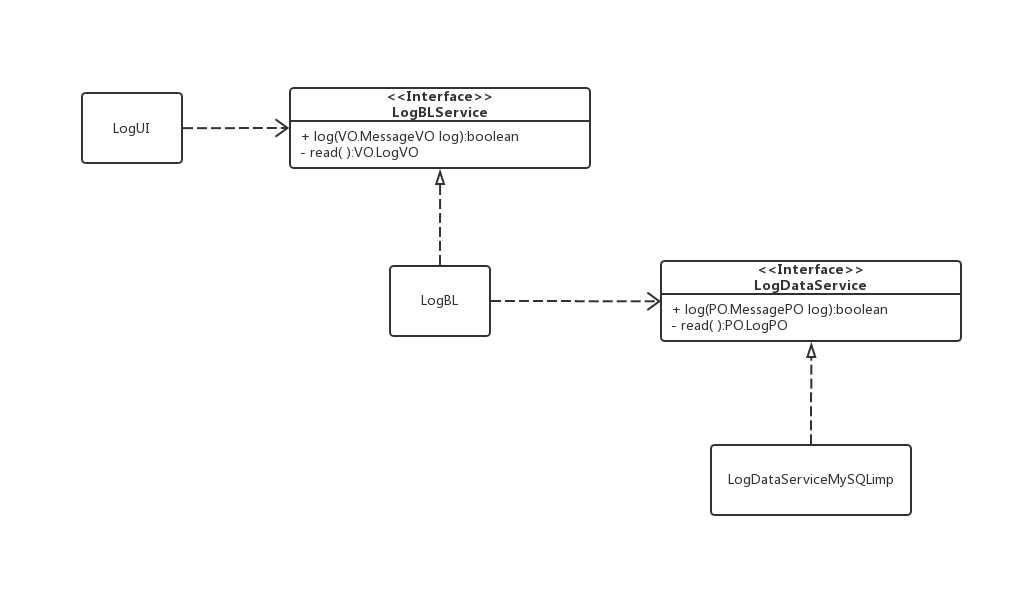 LogUI
<<Interface>>
LogBLService
+ log(VO.MessageVO log):boolean
- read( ):VO.LogVO
LogBL
<<Interface>>
LogDataService
+ log(PO.MessagePO log):boolean
- read( ):PO.LogPO
LogDataServiceMySQLimp